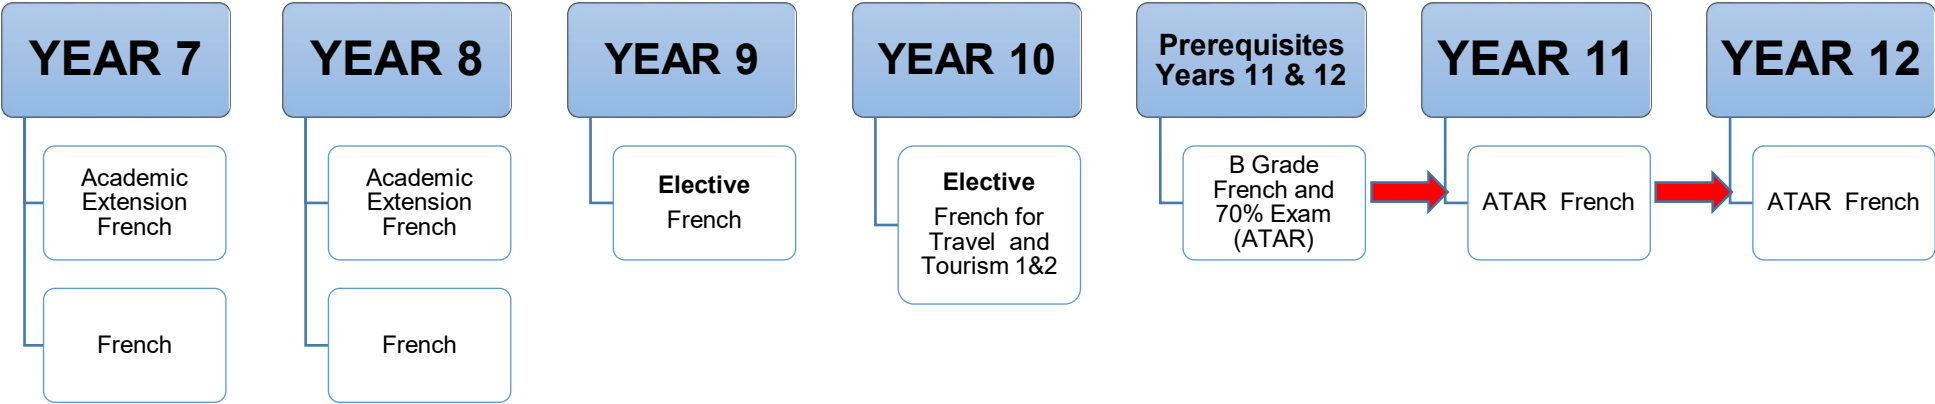 YEAR 7
Academic
Extension
French
French
YEAR 8
Academic
Extension
French
French
YEAR 9
Elective
French
YEAR 10
Elective
French for
Travel and
Tourism 1&2
Prerequisites
Years 11 & 12
B Grade
French and
70% Exam
(ATAR)
YEAR 11
ATAR French
YEAR 12
ATAR French